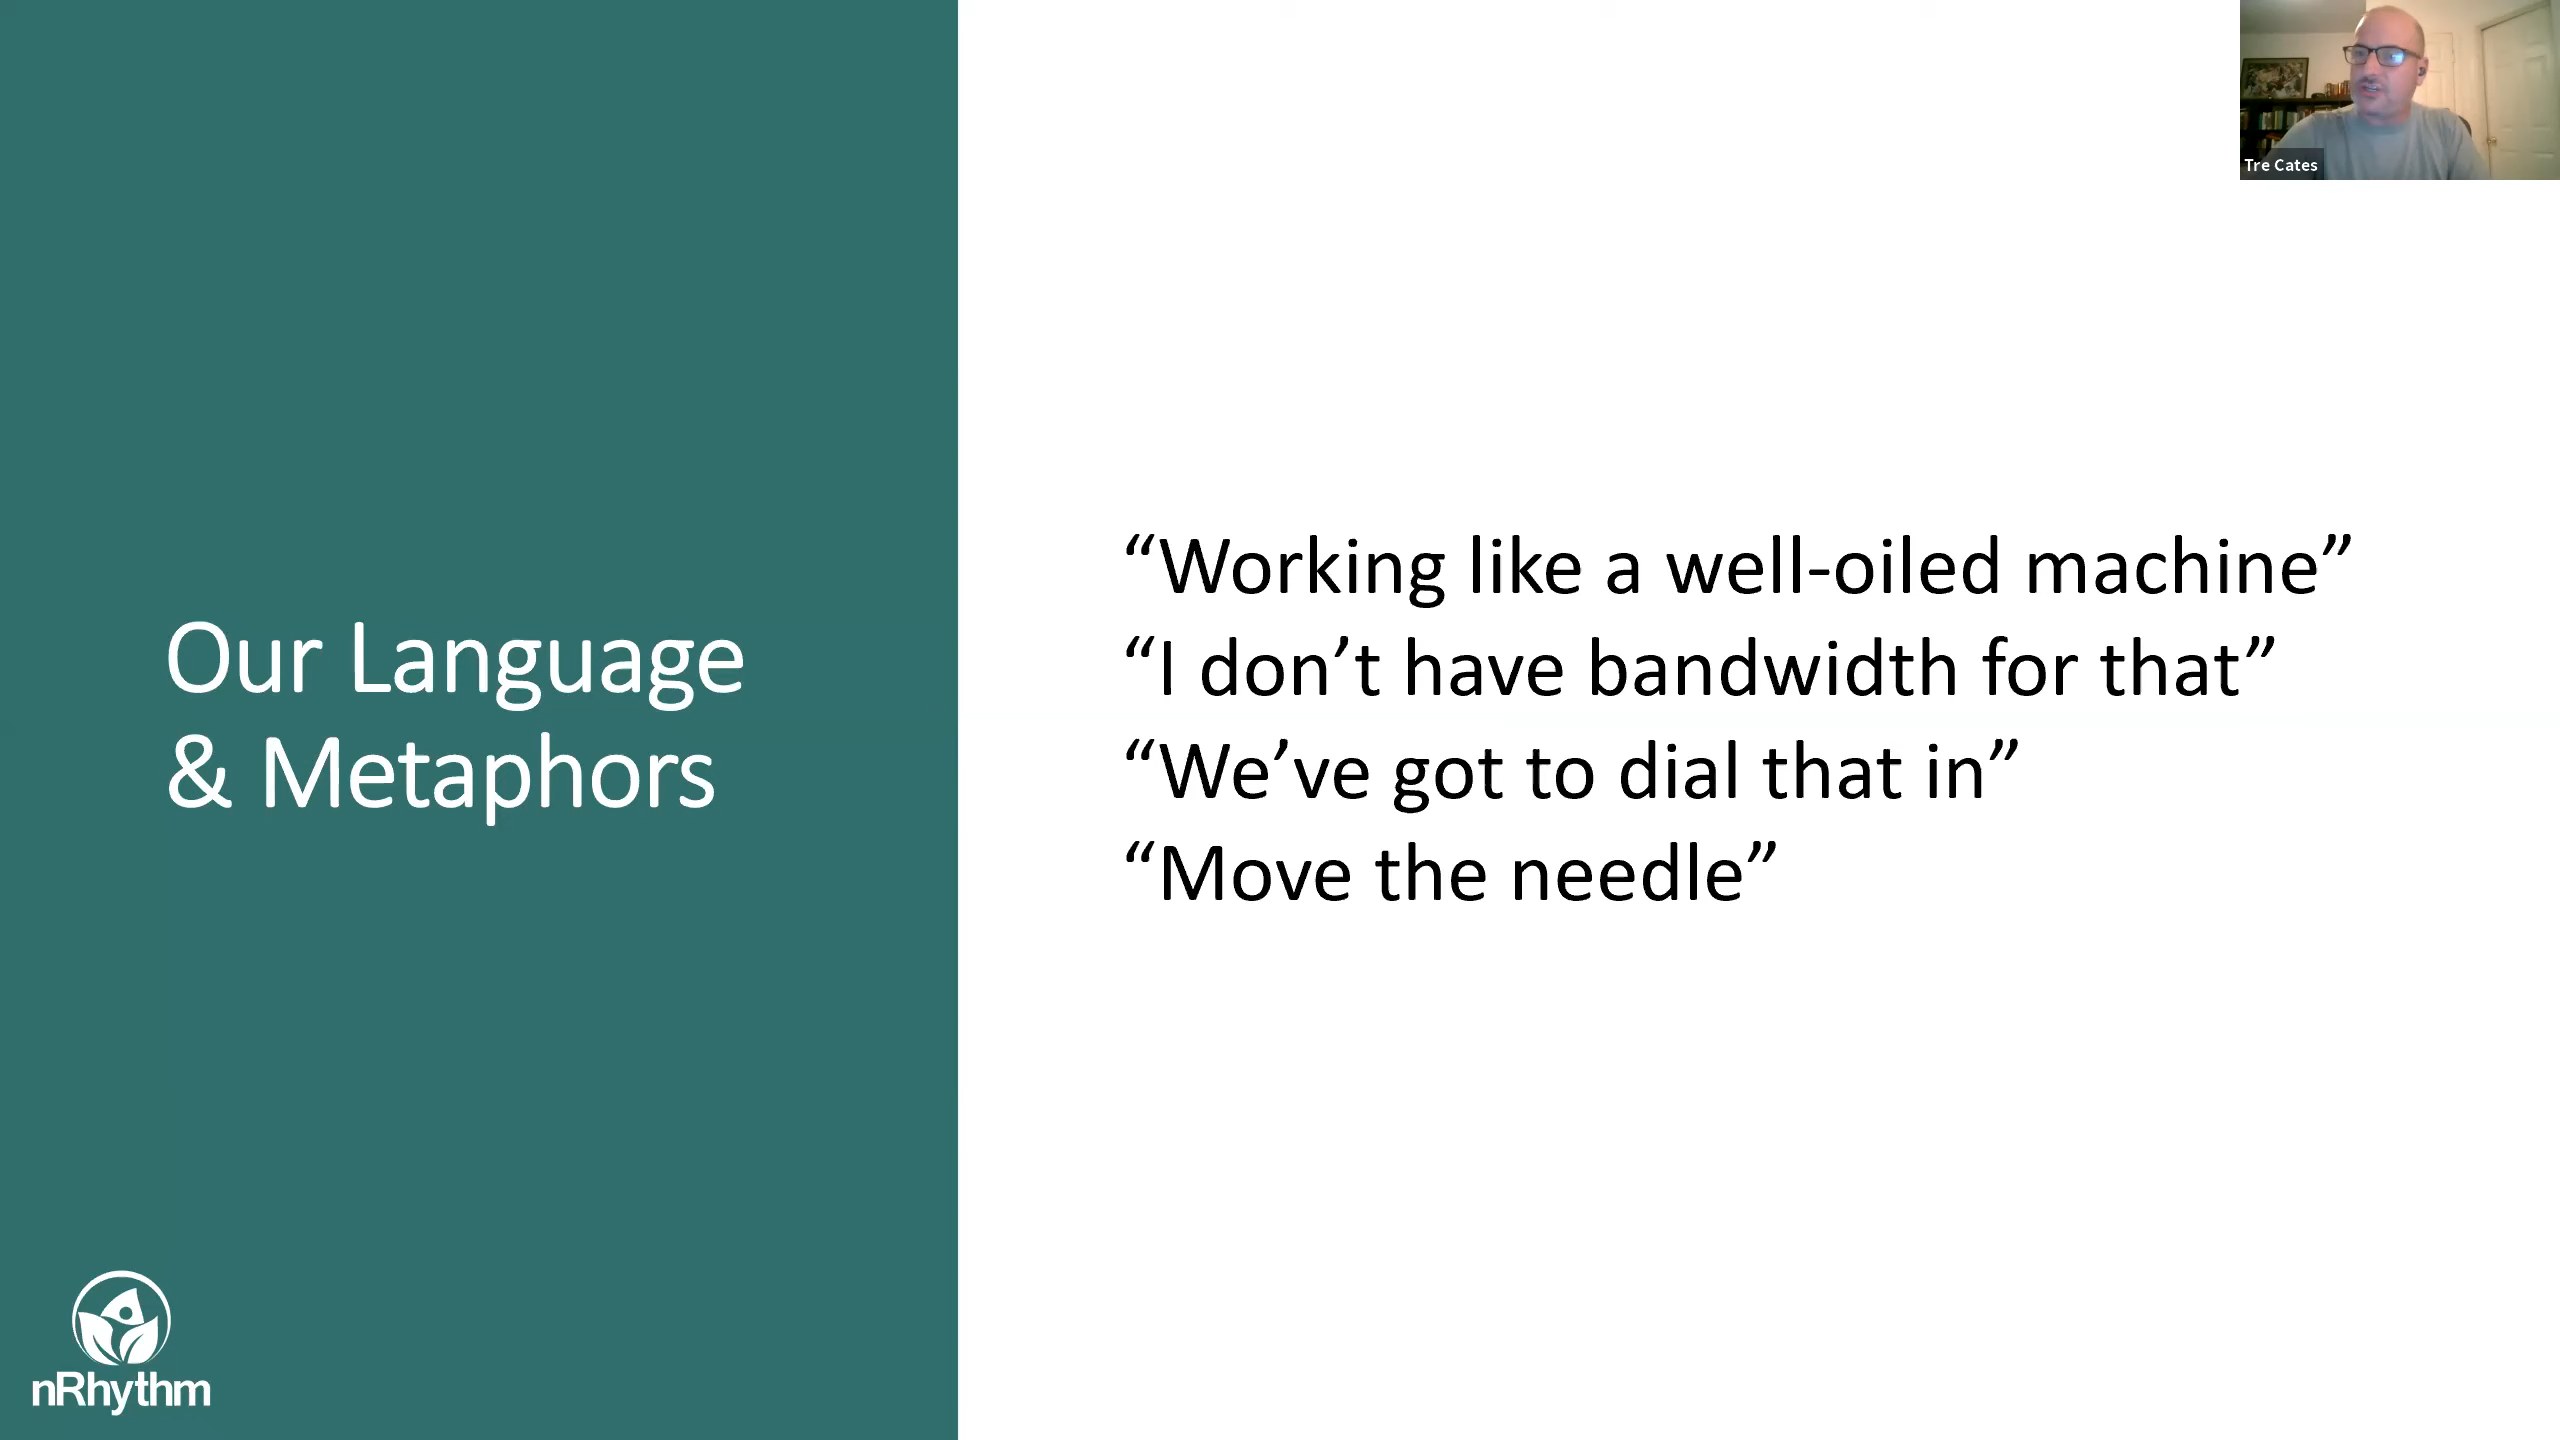 Tre Cates
Our Language
& Metaphors
“Working like a well-oiled machine”
“I don’t have bandwidth for that”
“We’ve got to dial that in”
“Move the needle”
nRhythm